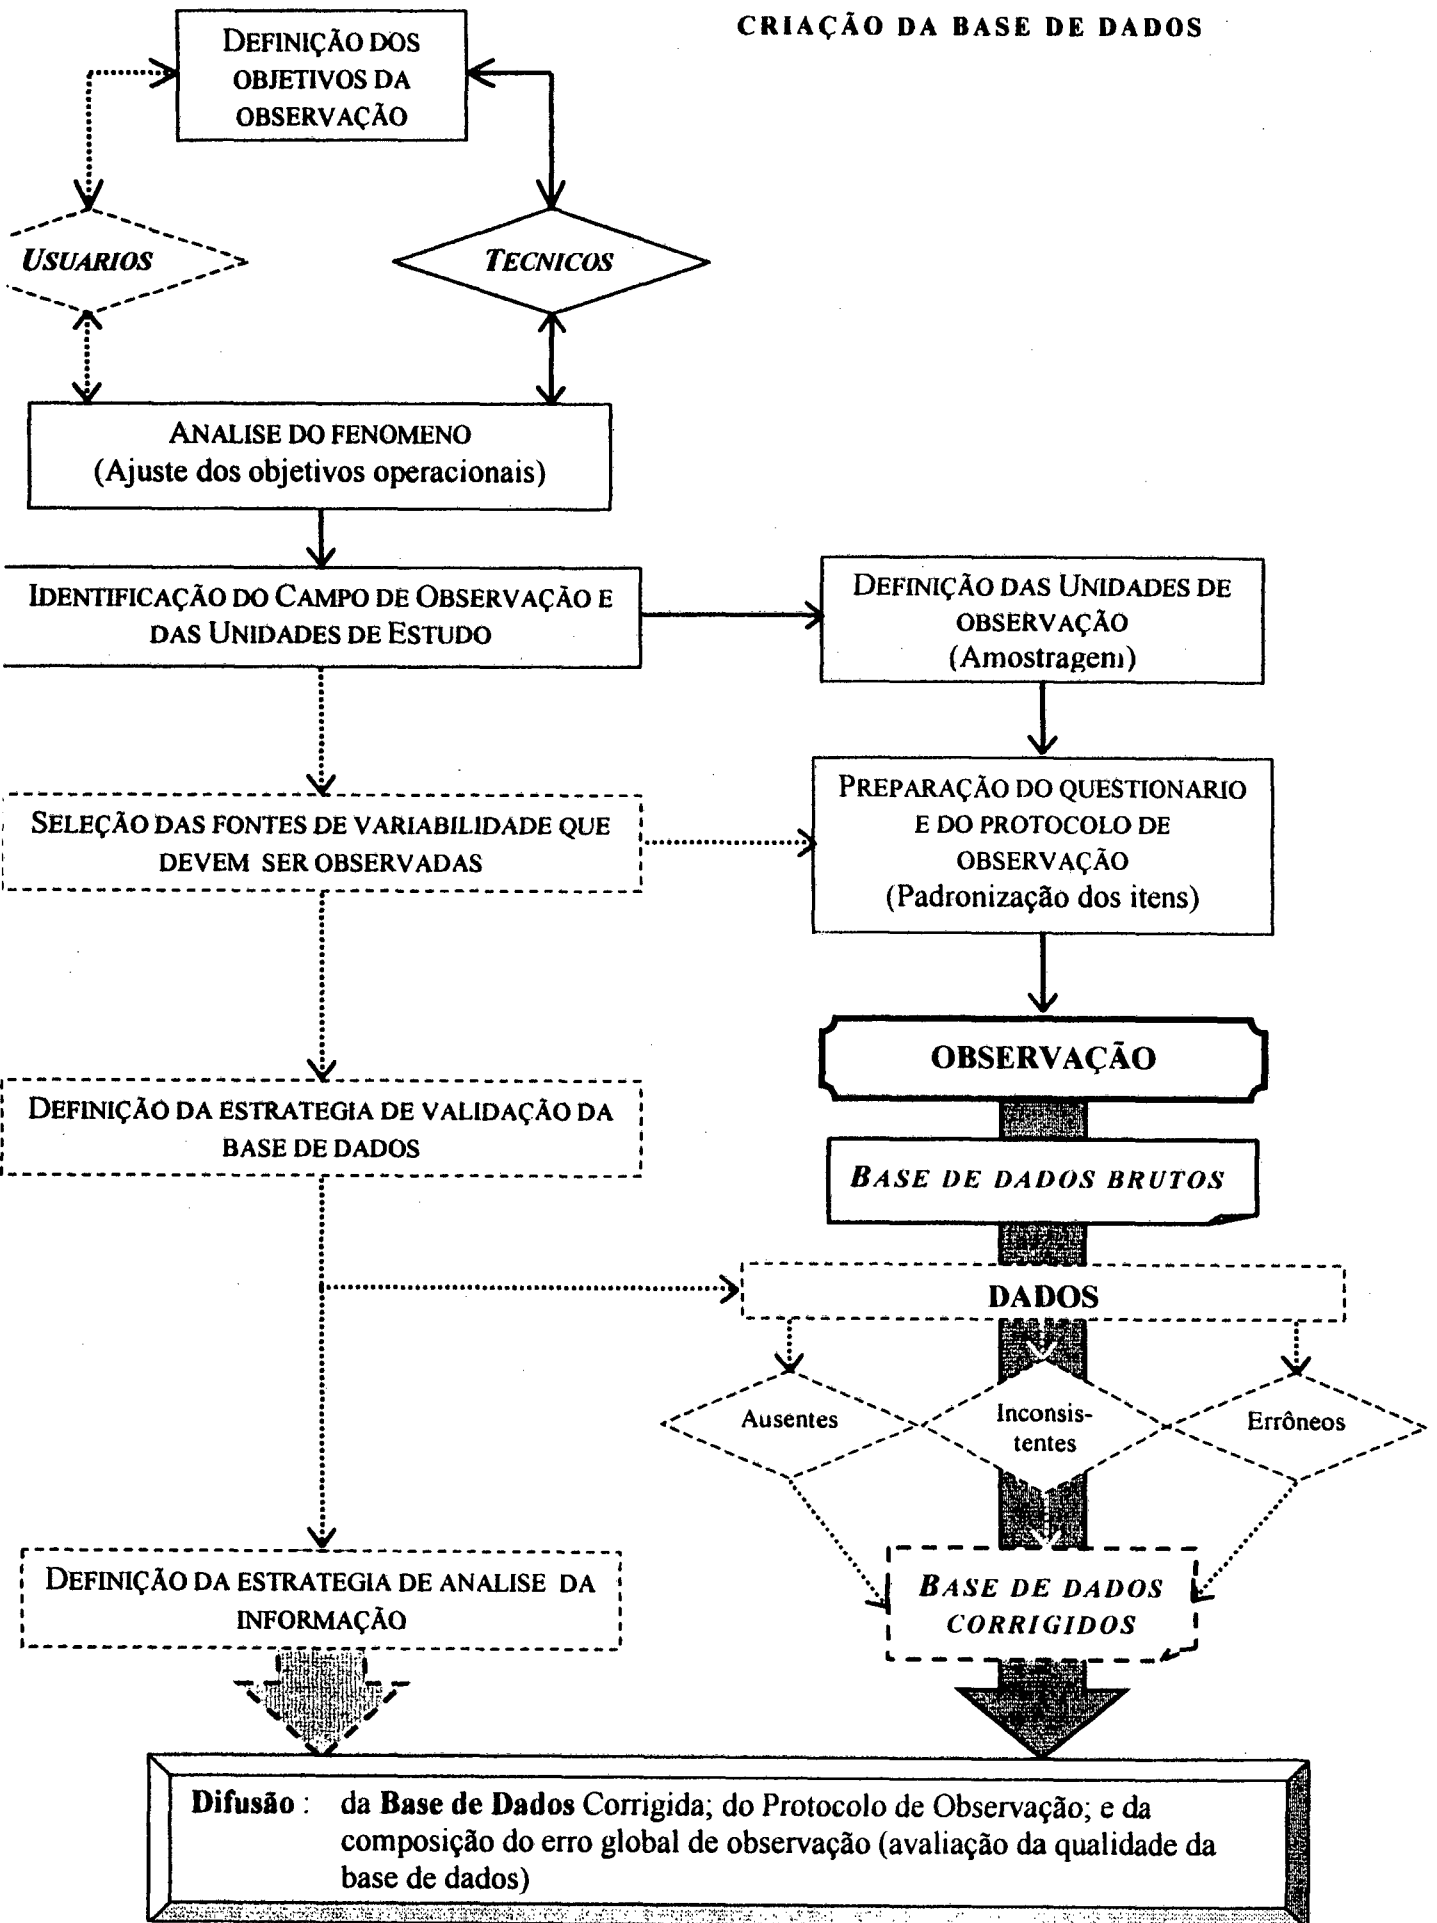 CRIAÇÃO DA BASE DE DADOS
DEFINIÇÃO DOS
OBJETIVOS DA
OBSERVAÇÃO
USUARIOS
TECNICOS
ANALISE DO FENOMENO
(Ajuste dos objetivos operacionais)
IDENTIFICAÇÃO DO CAMPO DE OBSERVAÇÃO E
DAS UNIDADES DE ESTUDO
DEFINIÇÃO DAS UNIDADES DE
OBSERVAÇÃO
(Amostragem)
SELEÇÃO DAS FONTES DE VARIABILIDADE QUE
DEVEM SER OBSERVADAS
PREPARAÇÃO DO QUESTIONARIO
E DO PROTOCOLO DE
OBSERVAÇÃO
(Padronização dos itens)
OBSERVAÇÃO
DEFINIÇÃO DA ESTRATEGIA DE VALIDAÇÃO DA
BASE DE DADOS
BASE DE DADOS BRUTOS
DADOS
Ausentes
Inconsis-
tentes
Errôneos
DEFINIÇÃO DA ESTRATEGIA DE ANALISE DA
INFORMAÇÃO
BASE DE DADOS
CORRIGIDOS
Difusão : da Base de Dados Corrigida; do Protocolo de Observação; e da
composição do erro global de observação (avaliação da qualidade da
base de dados)